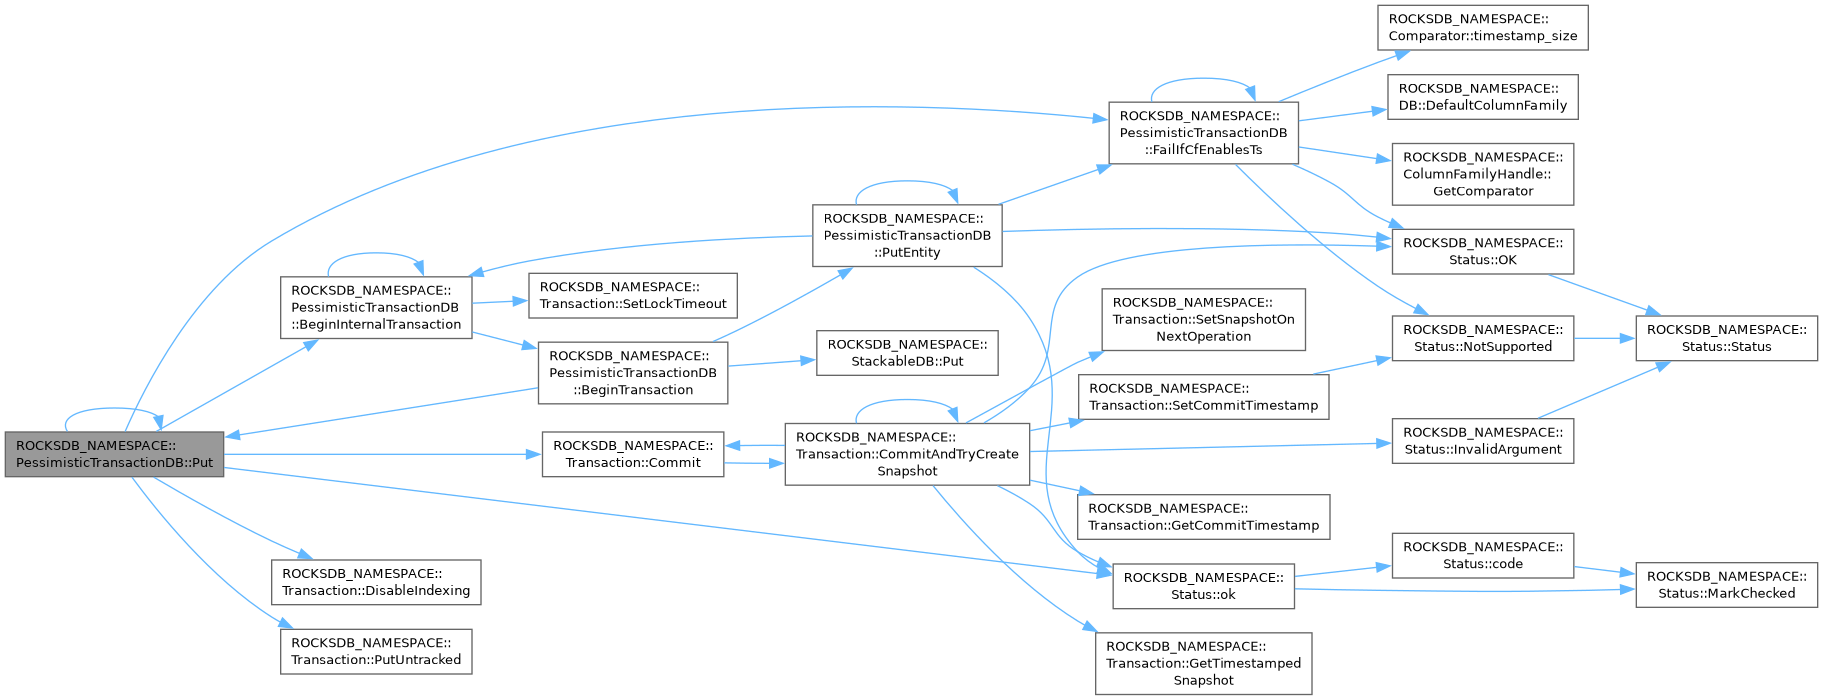 ROCKSDB_NAMESPACE::
PessimisticTransactionDB::Put
ROCKSDB_NAMESPACE::
PessimisticTransactionDB
::BeginInternalTransaction
ROCKSDB_NAMESPACE::
Transaction::DisableIndexing
ROCKSDB_NAMESPACE::
Transaction::PutUntracked
ROCKSDB_NAMESPACE::
Transaction::SetLockTimeout
ROCKSDB_NAMESPACE::
PessimisticTransactionDB
::BeginTransaction
ROCKSDB_NAMESPACE::
Transaction::Commit
ROCKSDB_NAMESPACE::
PessimisticTransactionDB
::PutEntity
ROCKSDB_NAMESPACE::
StackableDB::Put
ROCKSDB_NAMESPACE::
Transaction::CommitAndTryCreate
Snapshot
ROCKSDB_NAMESPACE::
PessimisticTransactionDB
::FailIfCfEnablesTs
ROCKSDB_NAMESPACE::
Transaction::SetSnapshotOn
NextOperation
ROCKSDB_NAMESPACE::
Transaction::SetCommitTimestamp
ROCKSDB_NAMESPACE::
Transaction::GetCommitTimestamp
ROCKSDB_NAMESPACE::
Status::ok
ROCKSDB_NAMESPACE::
Transaction::GetTimestamped
Snapshot
ROCKSDB_NAMESPACE::
Comparator::timestamp_size
ROCKSDB_NAMESPACE::
DB::DefaultColumnFamily
ROCKSDB_NAMESPACE::
ColumnFamilyHandle::
GetComparator
ROCKSDB_NAMESPACE::
Status::OK
ROCKSDB_NAMESPACE::
Status::NotSupported
ROCKSDB_NAMESPACE::
Status::InvalidArgument
ROCKSDB_NAMESPACE::
Status::code
ROCKSDB_NAMESPACE::
Status::Status
ROCKSDB_NAMESPACE::
Status::MarkChecked